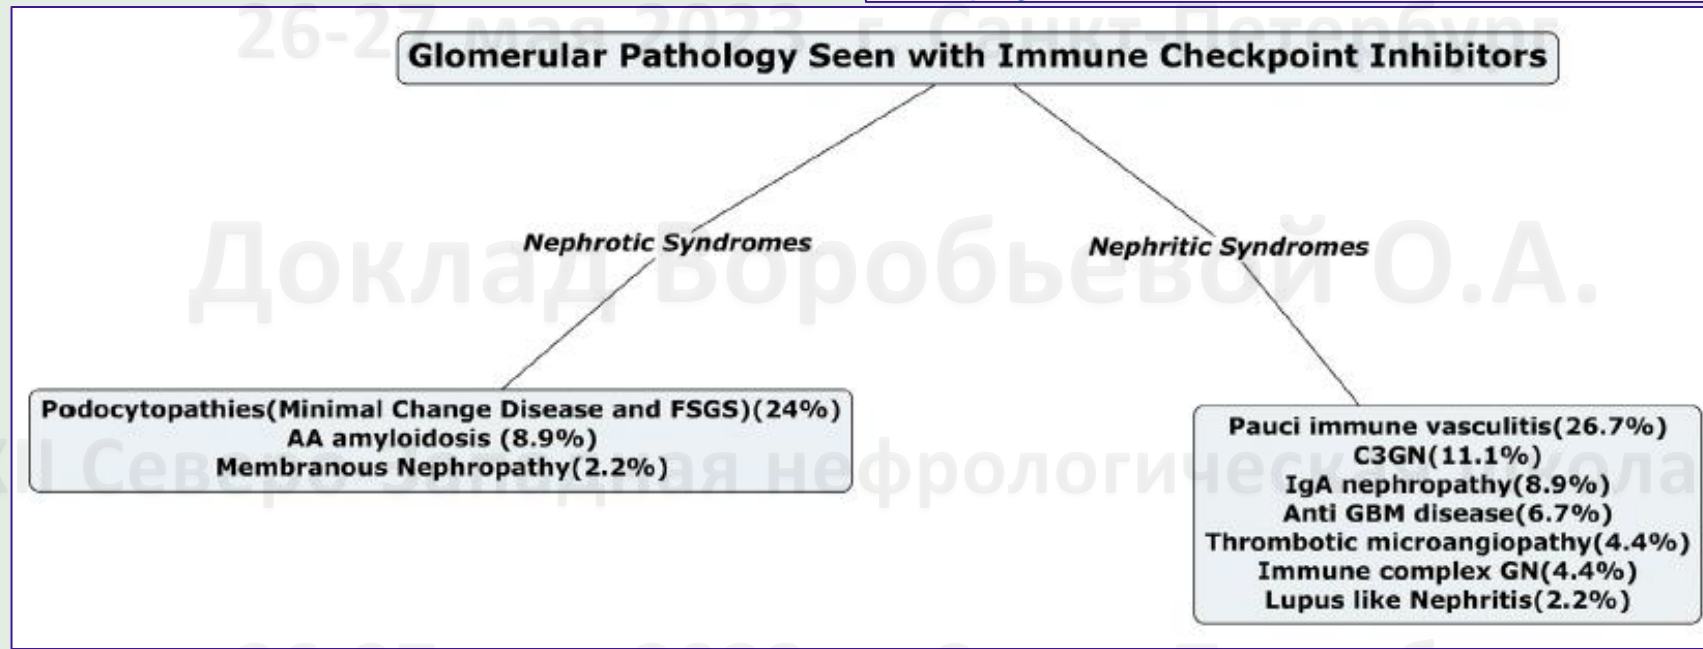 26-27 мая 2023 г. Санкт-Петербург
Glomerular Pathology Seen with Immune Checkpoint Inhibitors
Nephrotic Syndromes
Nephritic Syndromes
Доклад Воробьевой О.А.
Podocytopathies(Minimal Change Disease and FSGS)(24%)
AA amyloidosis (8.9%)
Membranous Nephropathy(2.2%)
Pauci immune vasculitis(26.7%)
C3GN(11.1%)
IgA nephropathy(8.9%)
Anti GBM disease(6.7%)
Thrombotic microangiopathy(4.4%)
Immune complex GN(4.4%)
Lupus like Nephritis(2.2%)
XII Северо-Западная нефрологическая школа